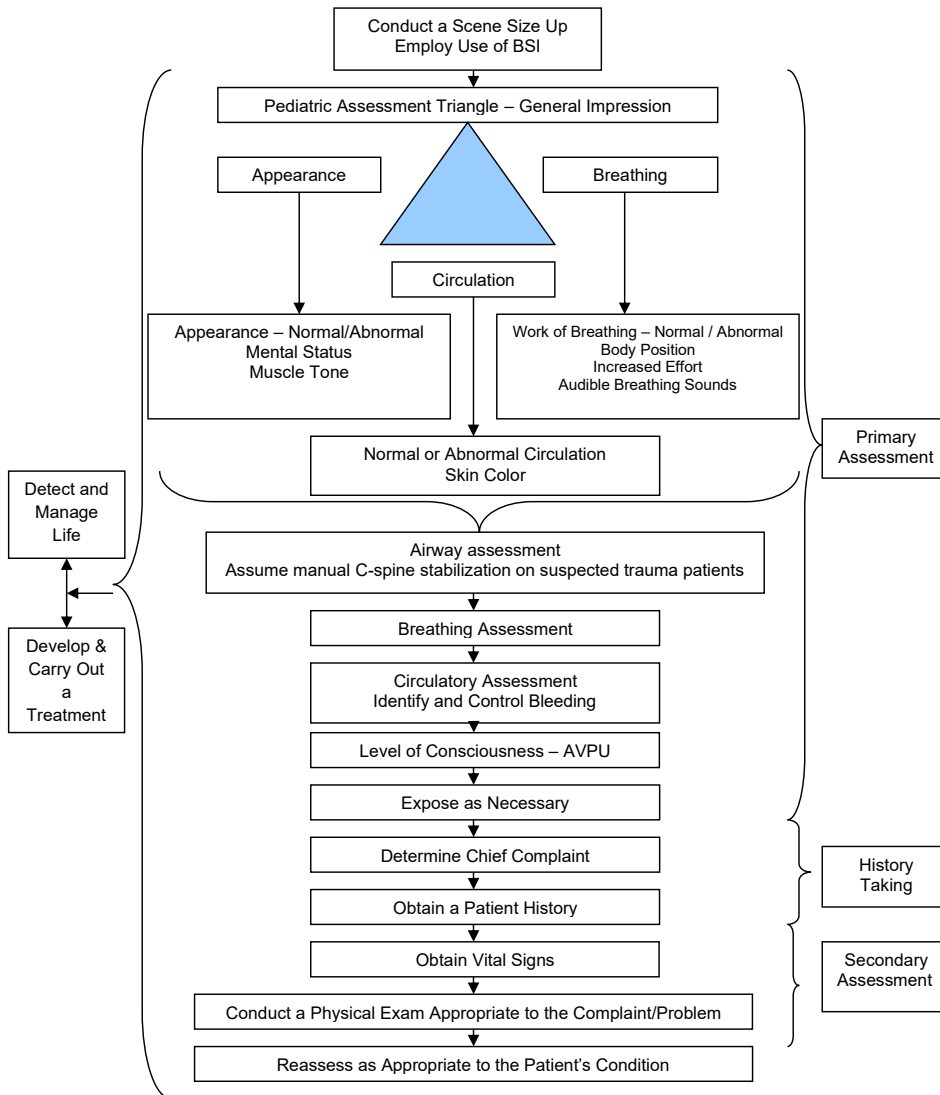 Conduct a Scene Size Up
Employ Use of BSI
Pediatric Assessment Triangle – General Impression
Appearance
Breathing
Circulation
Appearance – Normal/Abnormal
Mental Status
Muscle Tone
Work of Breathing – Normal / Abnormal
Body Position
Increased Effort
Audible Breathing Sounds
Normal or Abnormal Circulation
Skin Color
Primary
Assessment
Detect and
Manage
Life
Airway assessment
Assume manual C-spine stabilization on suspected trauma patients
Breathing Assessment
Develop &
Carry Out
a
Treatment
Circulatory Assessment
Identify and Control Bleeding
Level of Consciousness – AVPU
Expose as Necessary
Determine Chief Complaint
History
Taking
Obtain a Patient History
Obtain Vital Signs
Secondary
Assessment
Conduct a Physical Exam Appropriate to the Complaint/Problem
Reassess as Appropriate to the Patient's Condition